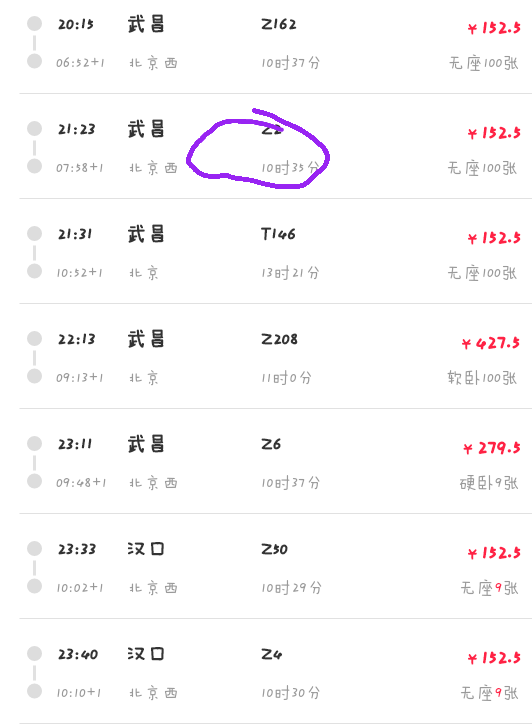 20:15 武昌 Z162 ¥152.5
06:52+1 北京西 10时37分 无座100张
21:23 武昌 Z2 ¥152.5
07:58+1 北京西 10时35分 无座100张
21:31 武昌 T146 ¥152.5
10:52+1 北京 13时21分 无座100张
22:13 武昌 Z208 ¥427.5
09:13+1 北京 11时0分 软卧100张
23:11 武昌 Z6 ¥279.5
09:48+1 北京西 10时37分 硬卧9张
23:33 汉口 Z50 ¥152.5
10:02+1 北京西 10时29分 无座9张
23:40 汉口 Z4 ¥152.5
10:10+1 北京西 10时30分 无座9张